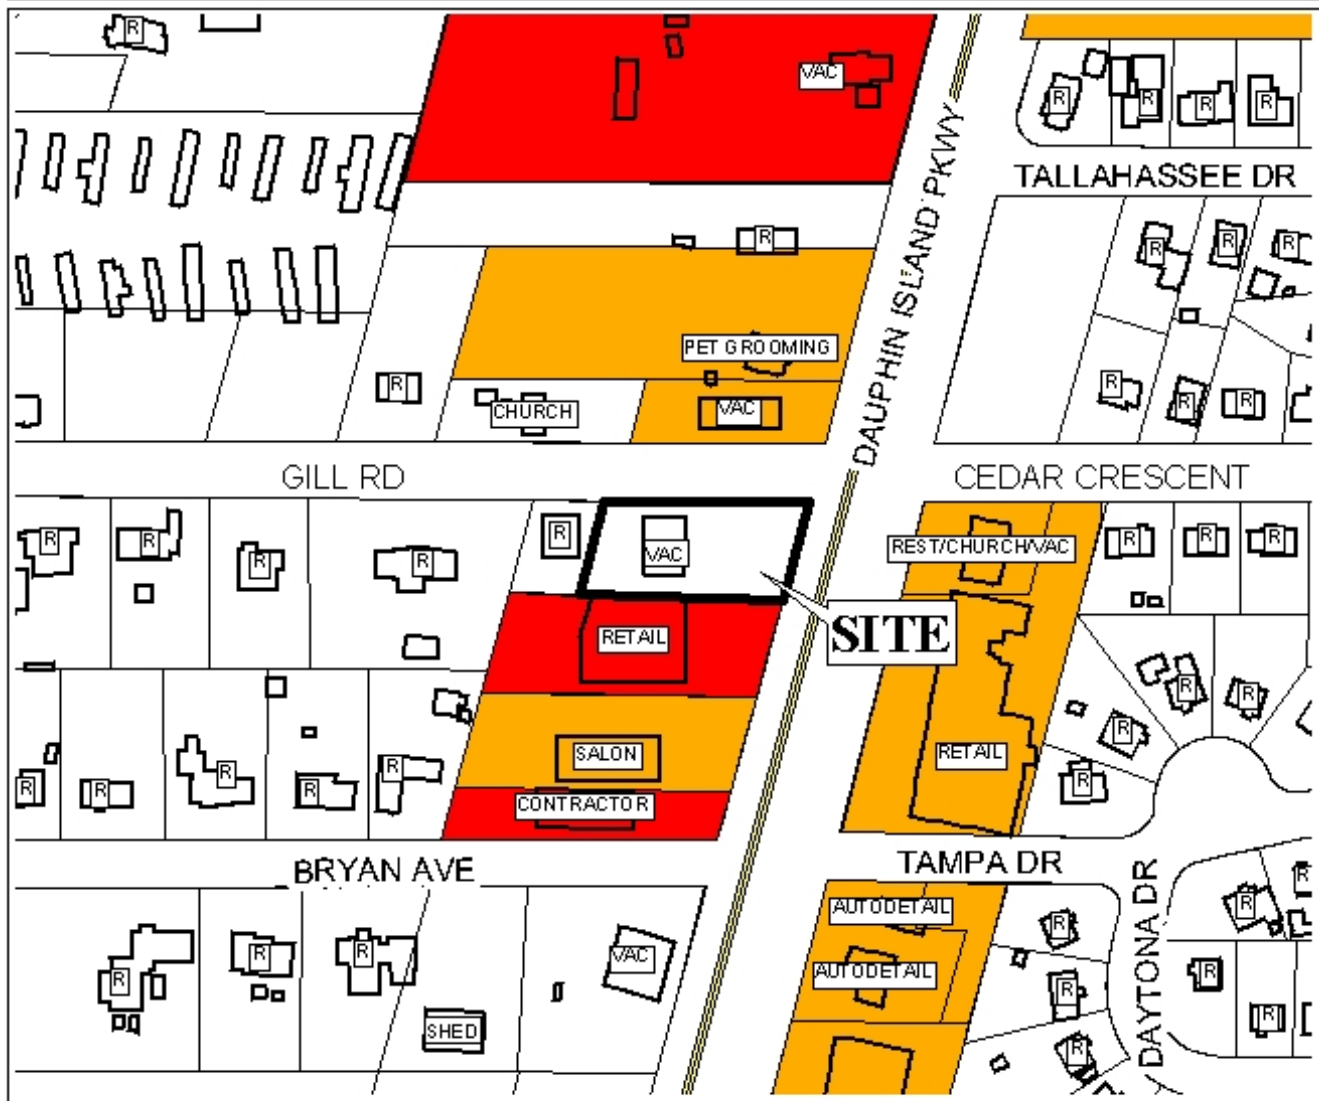 R
VAC
R
R
R
R
DAUPHIN ISLAND PKWY
TALLAHASSEE DR
R
R
R
R
PET GROOMING
R
CHURCH
VAC
R
R
R
GILL RD
CEDAR CRESCENT
R
R
R
R
R
VAC
REST/CHURCH/VAC
R
R
R
SITE
RETAIL
R
R
R
SALON
RETAIL
R
R
R
R
R
R
CONTRACTOR
BRYAN AVE
TAMPA DR
DAYTONA DR
R
R
AUTODETAIL
R
R
R
R
VAC
AUTODETAIL
R
R
SHED
R
R